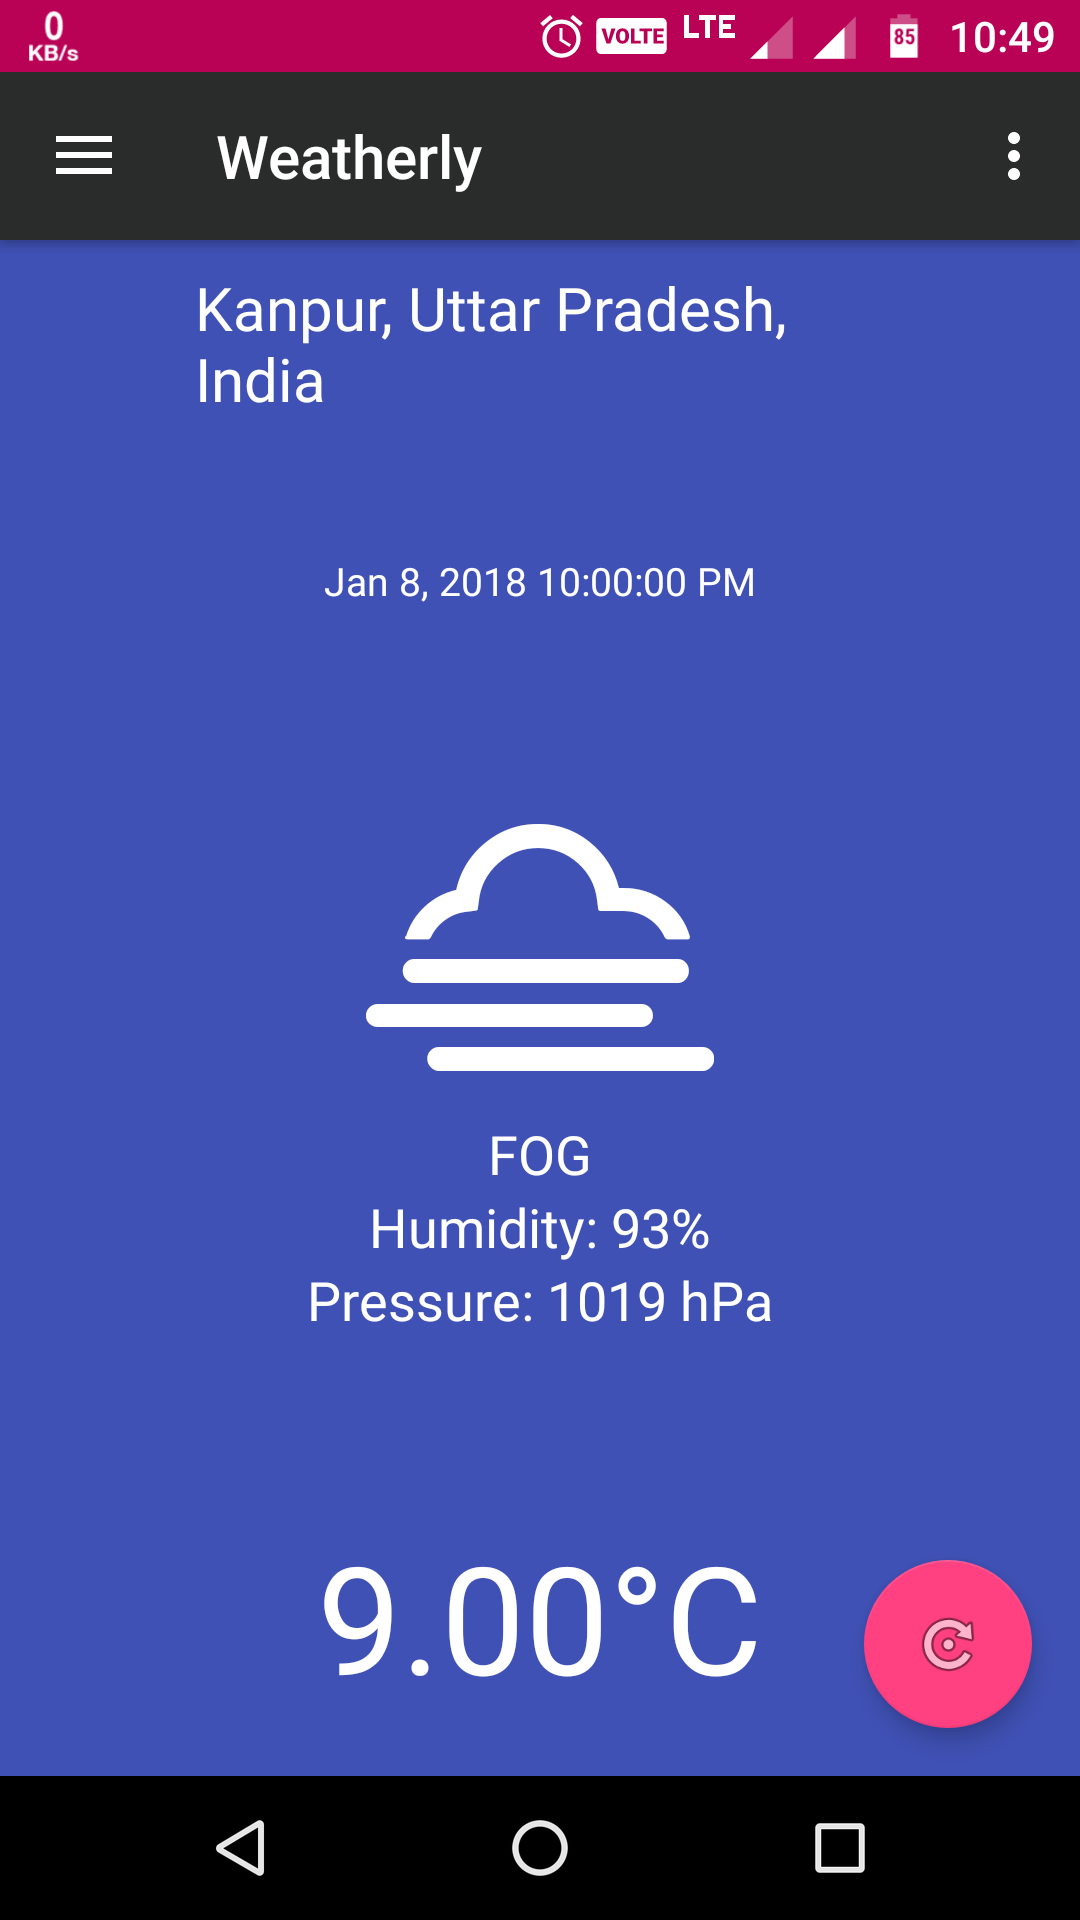 0
KB/s
VOLTE
LTE
85
10:49
Weatherly
Kanpur, Uttar Pradesh,
India
Jan 8, 2018 10:00:00 PM
FOG
Humidity: 93%
Pressure: 1019 hPa
9.00°C